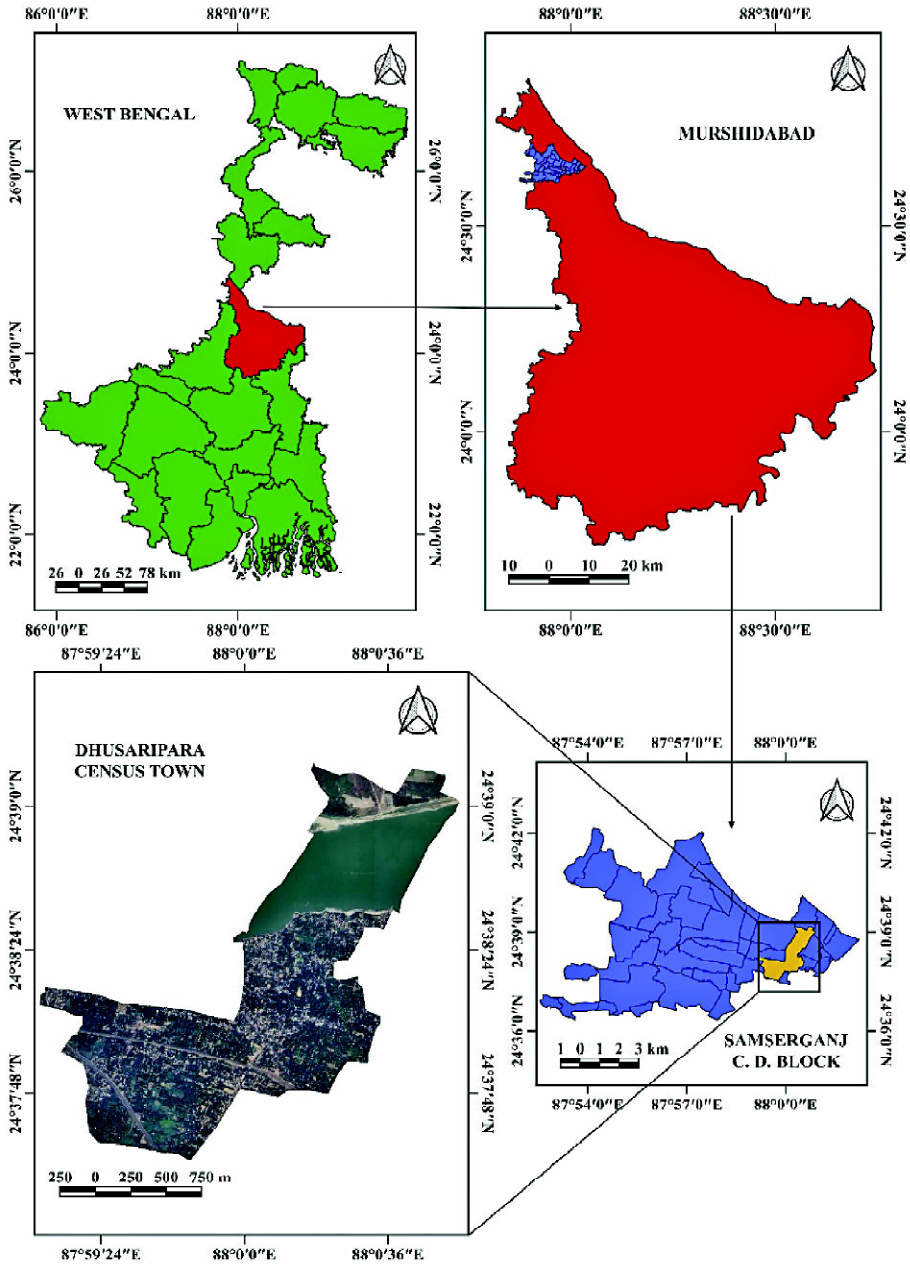 86°0'0"E 88°0'0"E
WEST BENGAL
26°0'0"N
24°0'0"N
22°0'0"N
26 0 26 52 78 km
86°0'0"E 88°0'0"E
88°0'0"E 88°30'0"E
MURSHIDABAD
24°30'0"N 24°30'0"N
24°0'0"N 24°0'0"N
10 0 10 20 km
88°0'0"E 88°30'0"E
87°59'24"E 88°0'0"E 88°0'36"E
DHUSARIPARA
CENSUS TOWN
24°39'0"N 24°39'0"N
24°38'24"N 24°38'24"N
24°37'48"N 24°37'48"N
250 0 250 500 750 m
87°59'24"E 88°0'0"E 88°0'36"E
87°54'0"E 87°57'0"E 88°0'0"E
24°42'0"N 24°42'0"N
24°39'0"N 24°39'0"N
24°36'0"N 24°36'0"N
SAMSERGANJ
C. D. BLOCK
1 0 1 2 3 km
87°54'0"E 87°57'0"E 88°0'0"E
26°0'0"N
24°0'0"N
22°0'0"N